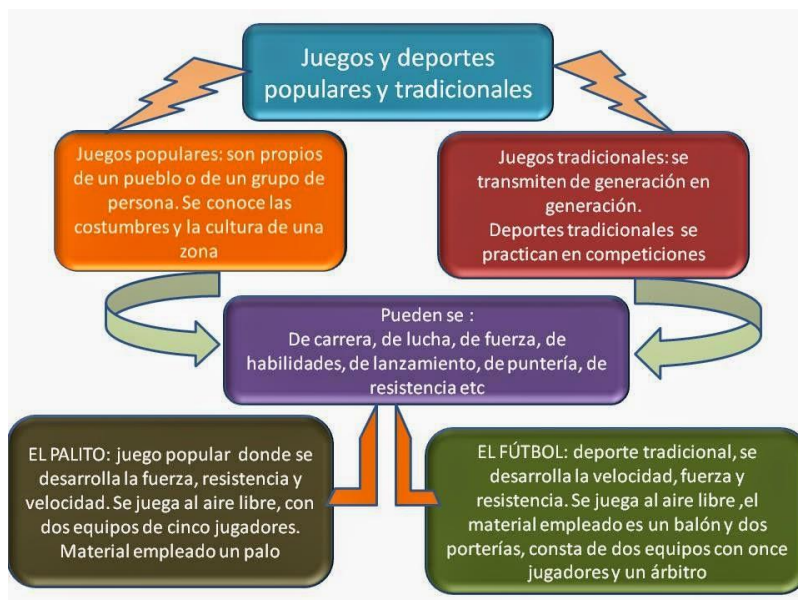 Juegos y deportes
populares y tradicionales
Juegos populares: son propios
de un pueblo o de un grupo de
persona. Se conoce las
costumbres y la cultura de una
zona
Juegos tradicionales: se
transmiten de generación en
generación.
Deportes tradicionales se
practican en competiciones
Pueden se :
De carrera, de lucha, de fuerza, de
habilidades, de lanzamiento, de puntería, de
resistencia etc
EL PALITO: juego popular donde se
desarrolla la fuerza, resistencia y
velocidad. Se juega al aire libre, con
dos equipos de cinco jugadores.
Material empleado un palo
EL FÚTBOL: deporte tradicional, se
desarrolla la velocidad, fuerza y
resistencia. Se juega al aire libre ,el
material empleado es un balón y dos
porterías, consta de dos equipos con once
jugadores y un árbitro